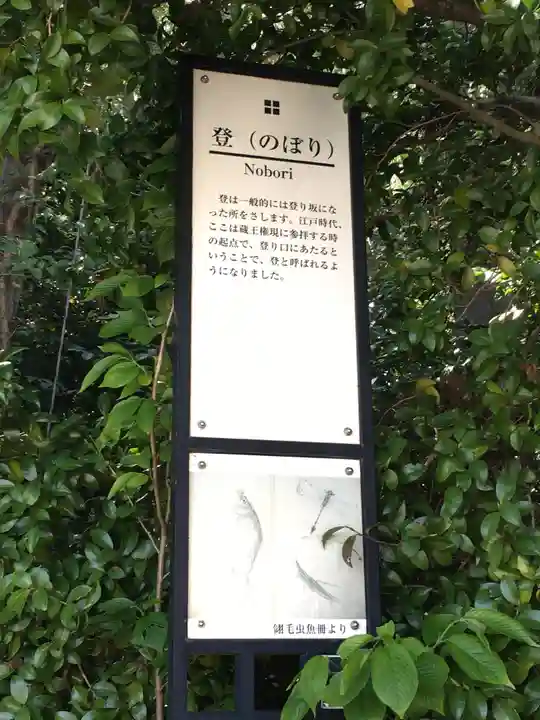 登（のぼり）
Nobori
登は一般的には登り坂にな
った所をさします。江戸時代、
ここは蔵王権現に参拝する時
の起点で、登り口にあたると
いうことで、登と呼ばれるよ
うになりました。
翎毛虫魚冊より